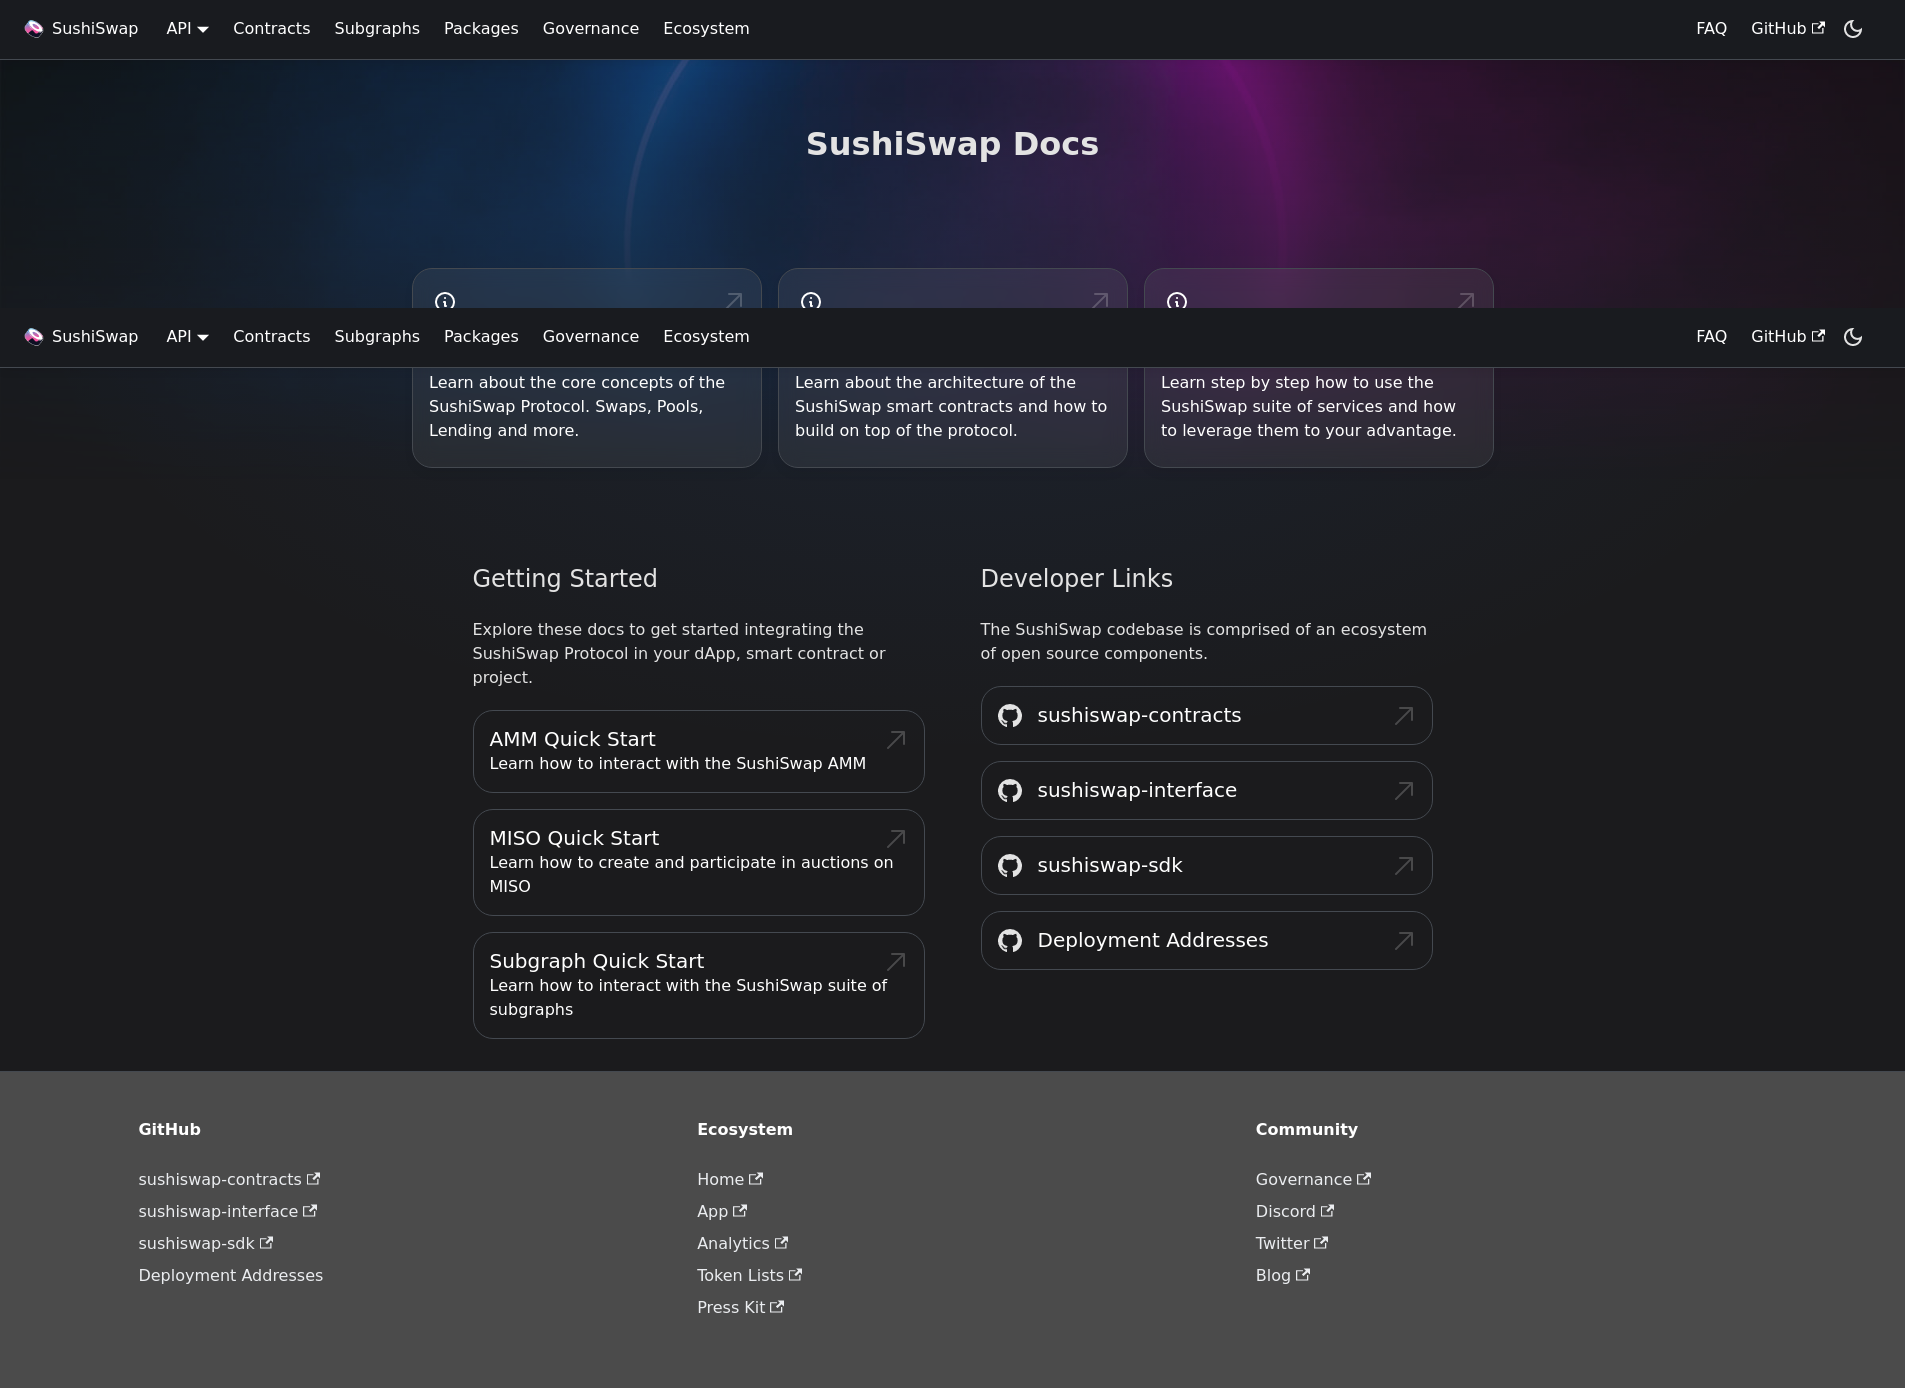 SushiSwap API Contracts Subgraphs Packages Governance Ecosystem FAQ GitHub
SushiSwap Docs
SushiSwap API Contracts Subgraphs Packages Governance Ecosystem FAQ GitHub
Learn about the core concepts of the
SushiSwap Protocol. Swaps, Pools,
Lending and more.
Learn about the architecture of the
SushiSwap smart contracts and how to
build on top of the protocol.
Learn step by step how to use the
SushiSwap suite of services and how
to leverage them to your advantage.
Getting Started
Explore these docs to get started integrating the
SushiSwap Protocol in your dApp, smart contract or
project.
AMM Quick Start
Learn how to interact with the SushiSwap AMM
MISO Quick Start
Learn how to create and participate in auctions on
MISO
Subgraph Quick Start
Learn how to interact with the SushiSwap suite of
subgraphs
Developer Links
The SushiSwap codebase is comprised of an ecosystem
of open source components.
sushiswap-contracts
sushiswap-interface
sushiswap-sdk
Deployment Addresses
GitHub
sushiswap-contracts
sushiswap-interface
sushiswap-sdk
Deployment Addresses
Ecosystem
Home
App
Analytics
Token Lists
Press Kit
Community
Governance
Discord
Twitter
Blog